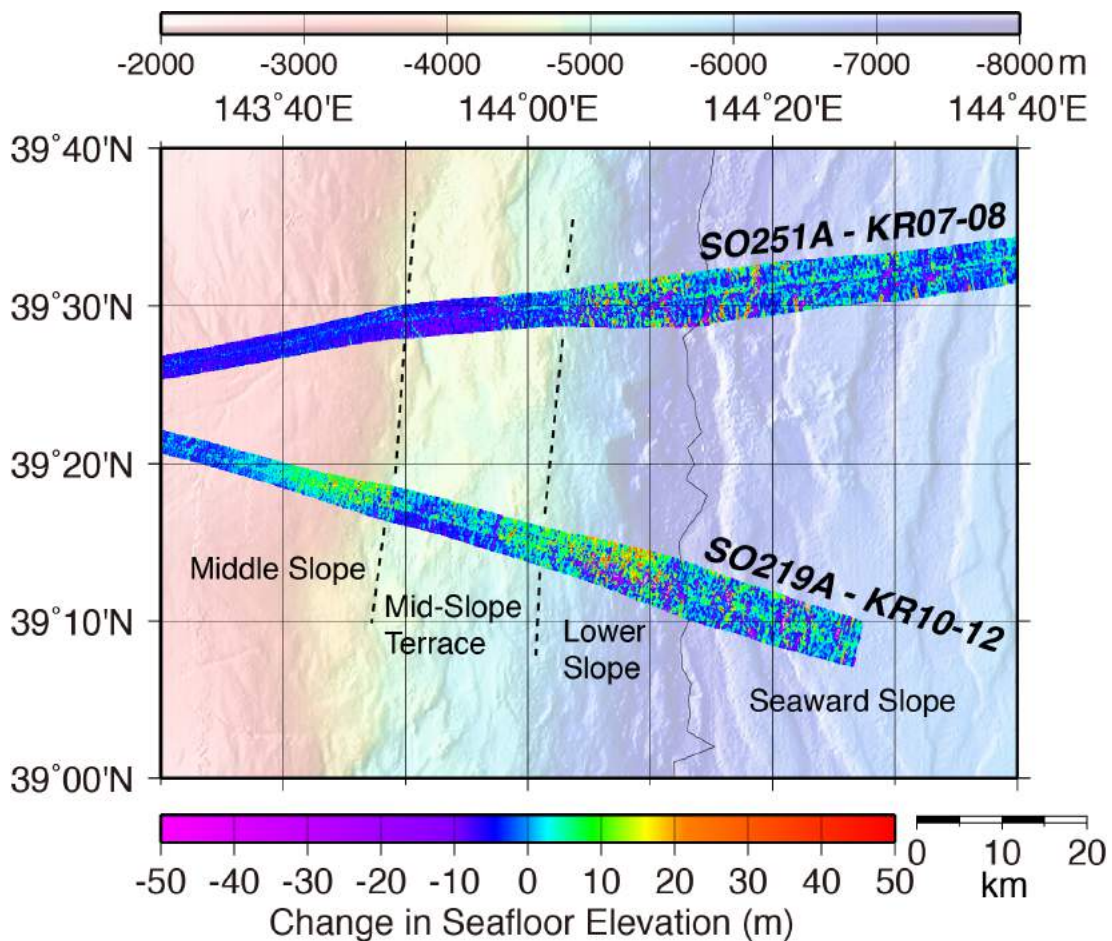 -2000 -3000 -4000 -5000 -6000 -7000 -8000 m
143˚40'E 144˚00'E 144˚20'E 144˚40'E
39˚40'N
SO251A - KR07-08
39˚30'N
39˚20'N
SO219A - KR10-12
Middle Slope
Mid-Slope
Terrace
Lower
Slope
39˚10'N
Seaward Slope
39˚00'N
-50 -40 -30 -20 -10 0 10 20 30 40 50
0 10 20
km
Change in Seafloor Elevation (m)